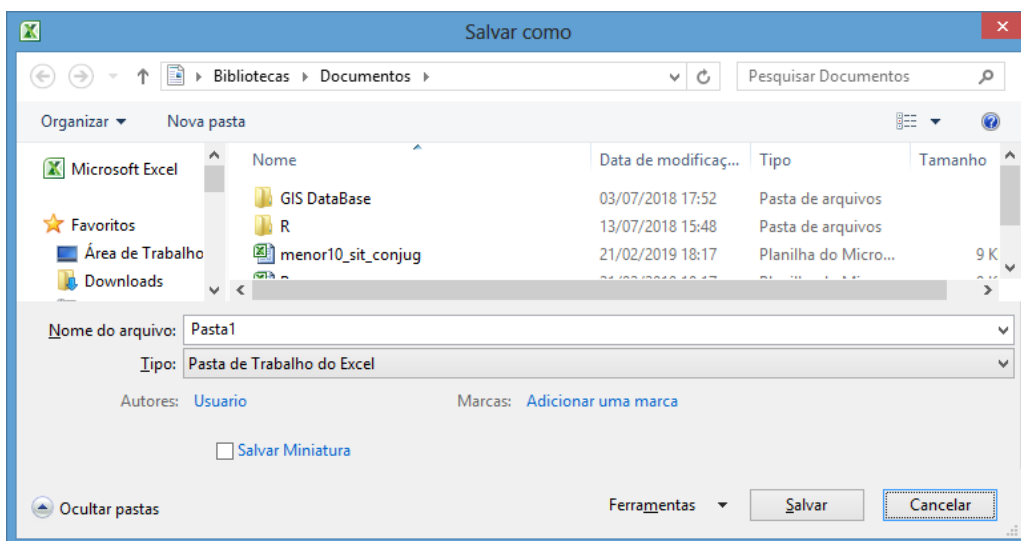 Salvar como
Bibliotecas Documentos Pesquisar Documentos
Organizar Nova pasta
Microsoft Excel
Favoritos
Área de Trabalho
Downloads
Nome Data de modificaç... Tipo Tamanho
GIS DataBase 03/07/2018 17:52 Pasta de arquivos
R 13/07/2018 15:48 Pasta de arquivos
menor10_sit_conjug 21/02/2019 18:17 Planilha do Micro... 9 K
Nome do arquivo: Pasta1
Tipo: Pasta de Trabalho do Excel
Autores: Usuario Marcas: Adicionar uma marca
Salvar Miniatura
Ocultar pastas Ferramentas Salvar Cancelar